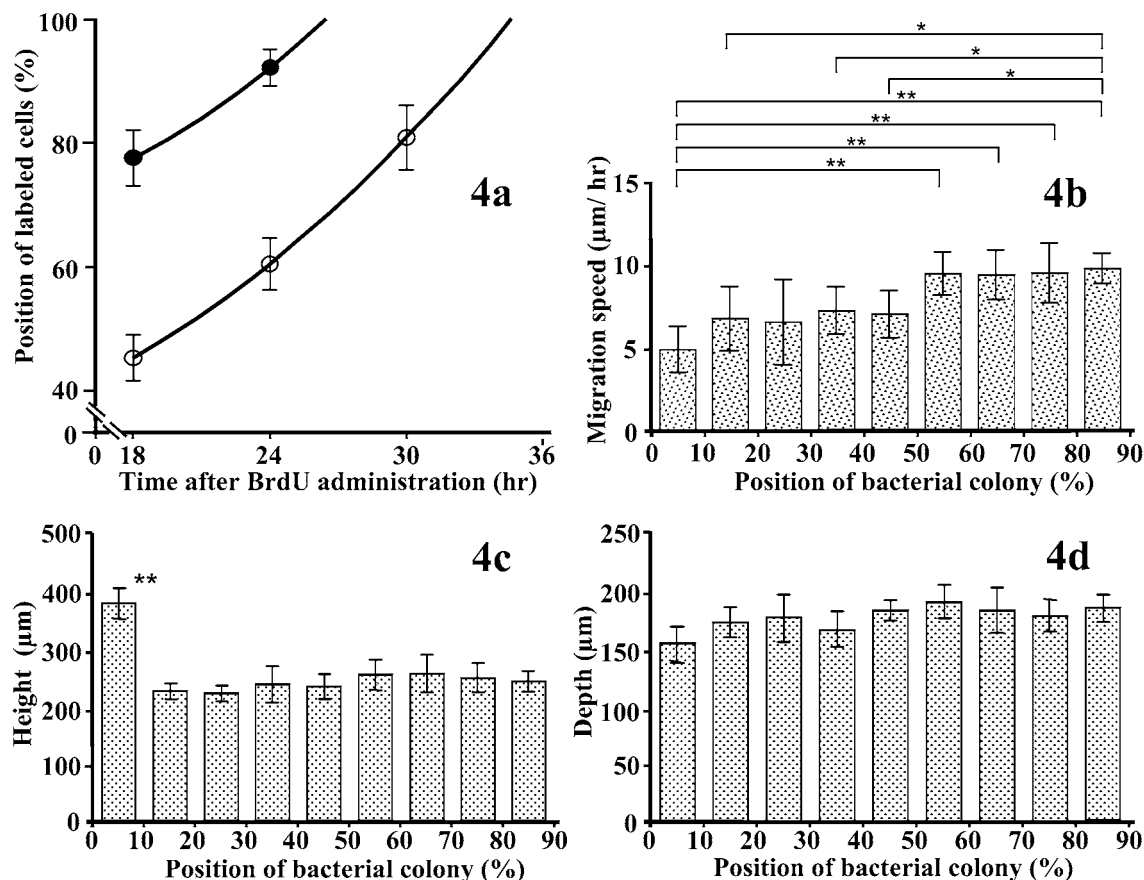 4a
Position of labeled cells (%)
100
80
60
40
0
0 18 24 30 36
Time after BrdU administration (hr)
4b
*
*
*
**
**
**
**
Migration speed (µm/ hr)
15
10
5
0
0 10 20 30 40 50 60 70 80 90
Position of bacterial colony (%)
4c
**
Height (µm)
500
400
300
200
100
0
0 10 20 30 40 50 60 70 80 90
Position of bacterial colony (%)
4d
Depth (µm)
250
200
150
100
50
0
0 10 20 30 40 50 60 70 80 90
Position of bacterial colony (%)